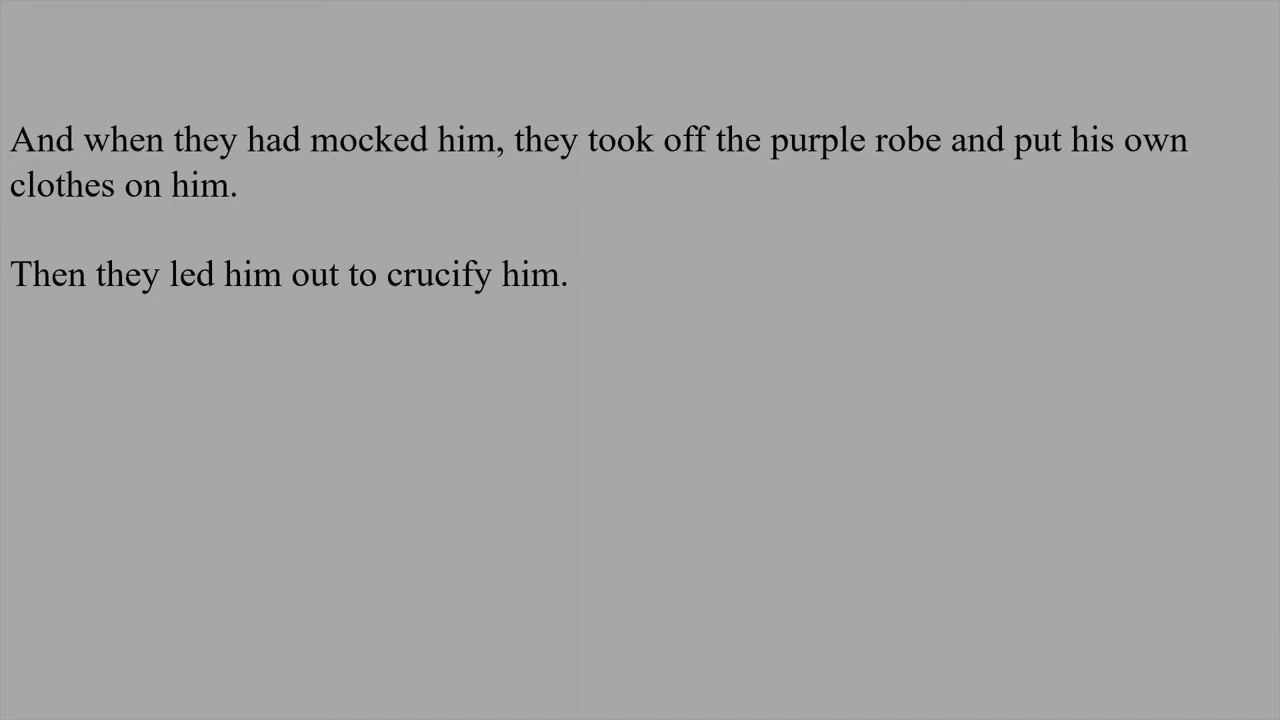 And when they had mocked him, they took off the purple robe and put his own
clothes on him.
Then they led him out to crucify him.